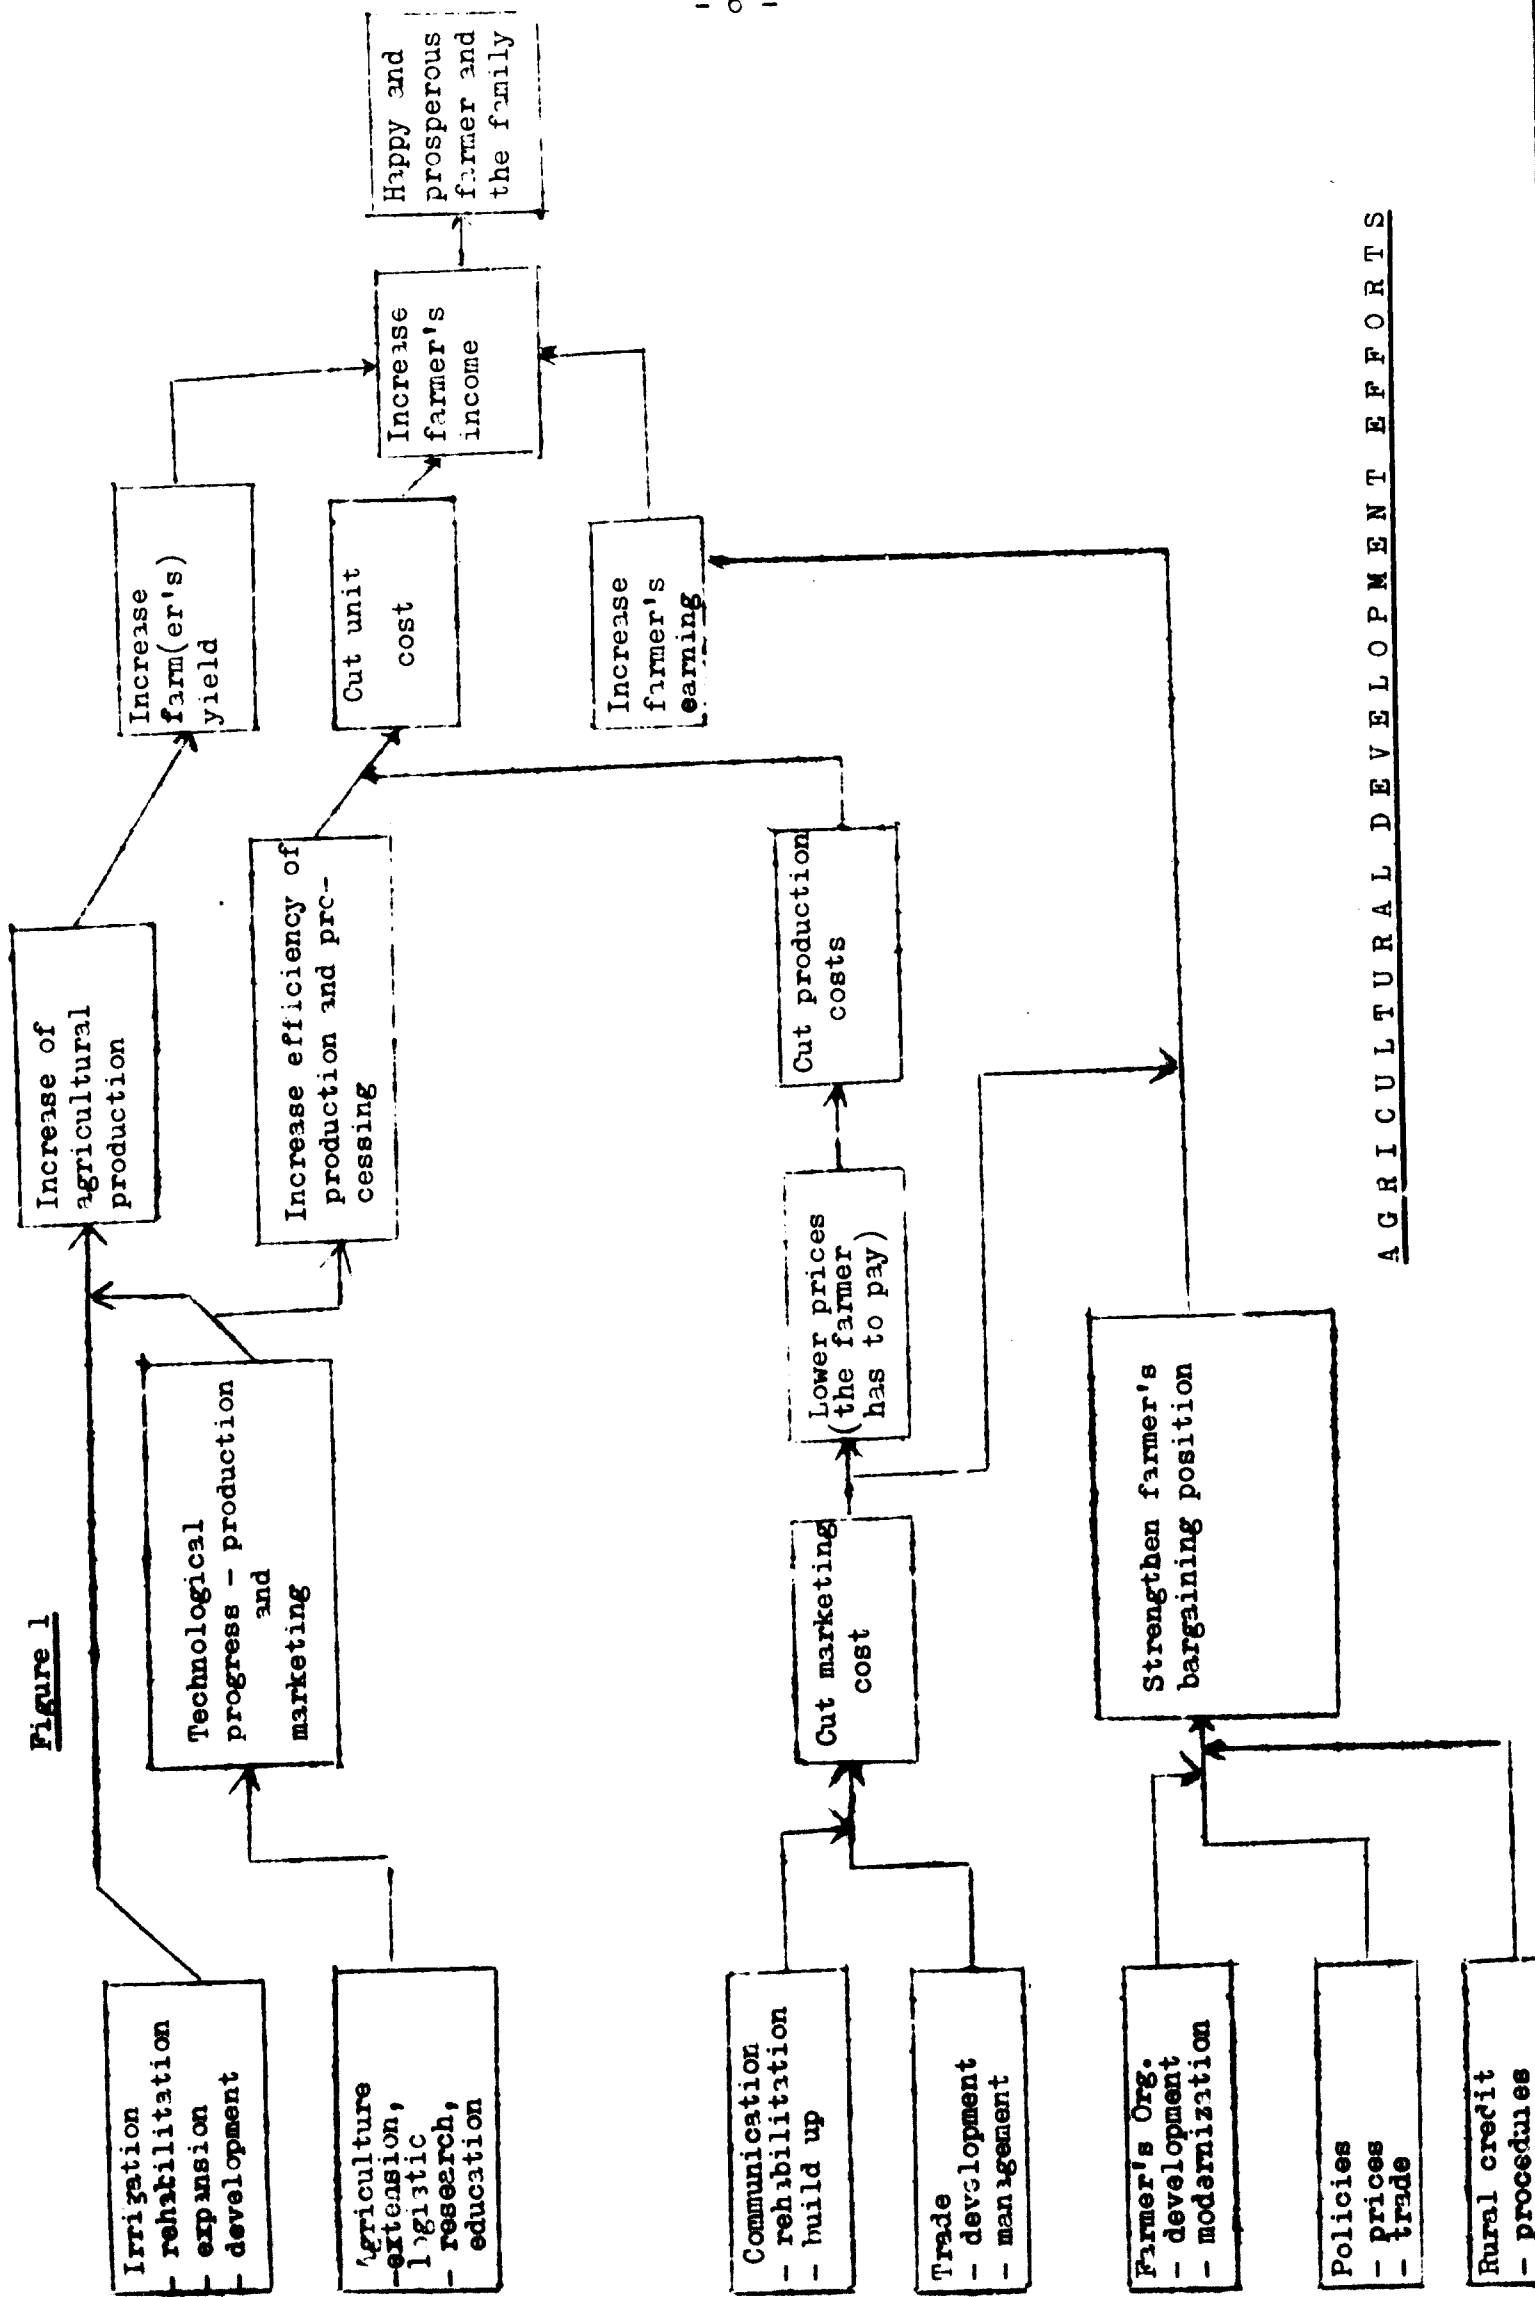 Figure 1
Irrigation
- rehabilitation
- expansion
- development
Agriculture
- extension,
logistic
- research,
education
Technological
progress - production
and
marketing
Increase of
agricultural
production
Increase efficiency of
production and pro-
cessing
Increase
farm(er's)
yield
Cut unit
cost
Increase
farmer's
earning
Increase
farmer's
income
Happy and
prosperous
farmer and
the family
Communication
- rehabilitation
- build up
Trade
- development
- management
Cut marketing
cost
Lower prices
(the farmer
has to pay)
Cut production
costs
Farmer's Org.
- development
- modernization
Policies
- prices
- trade
Rural credit
- procedules
Strengthen farmer's
bargaining position
AGRICULTURAL DEVELOPMENT EFFORTS